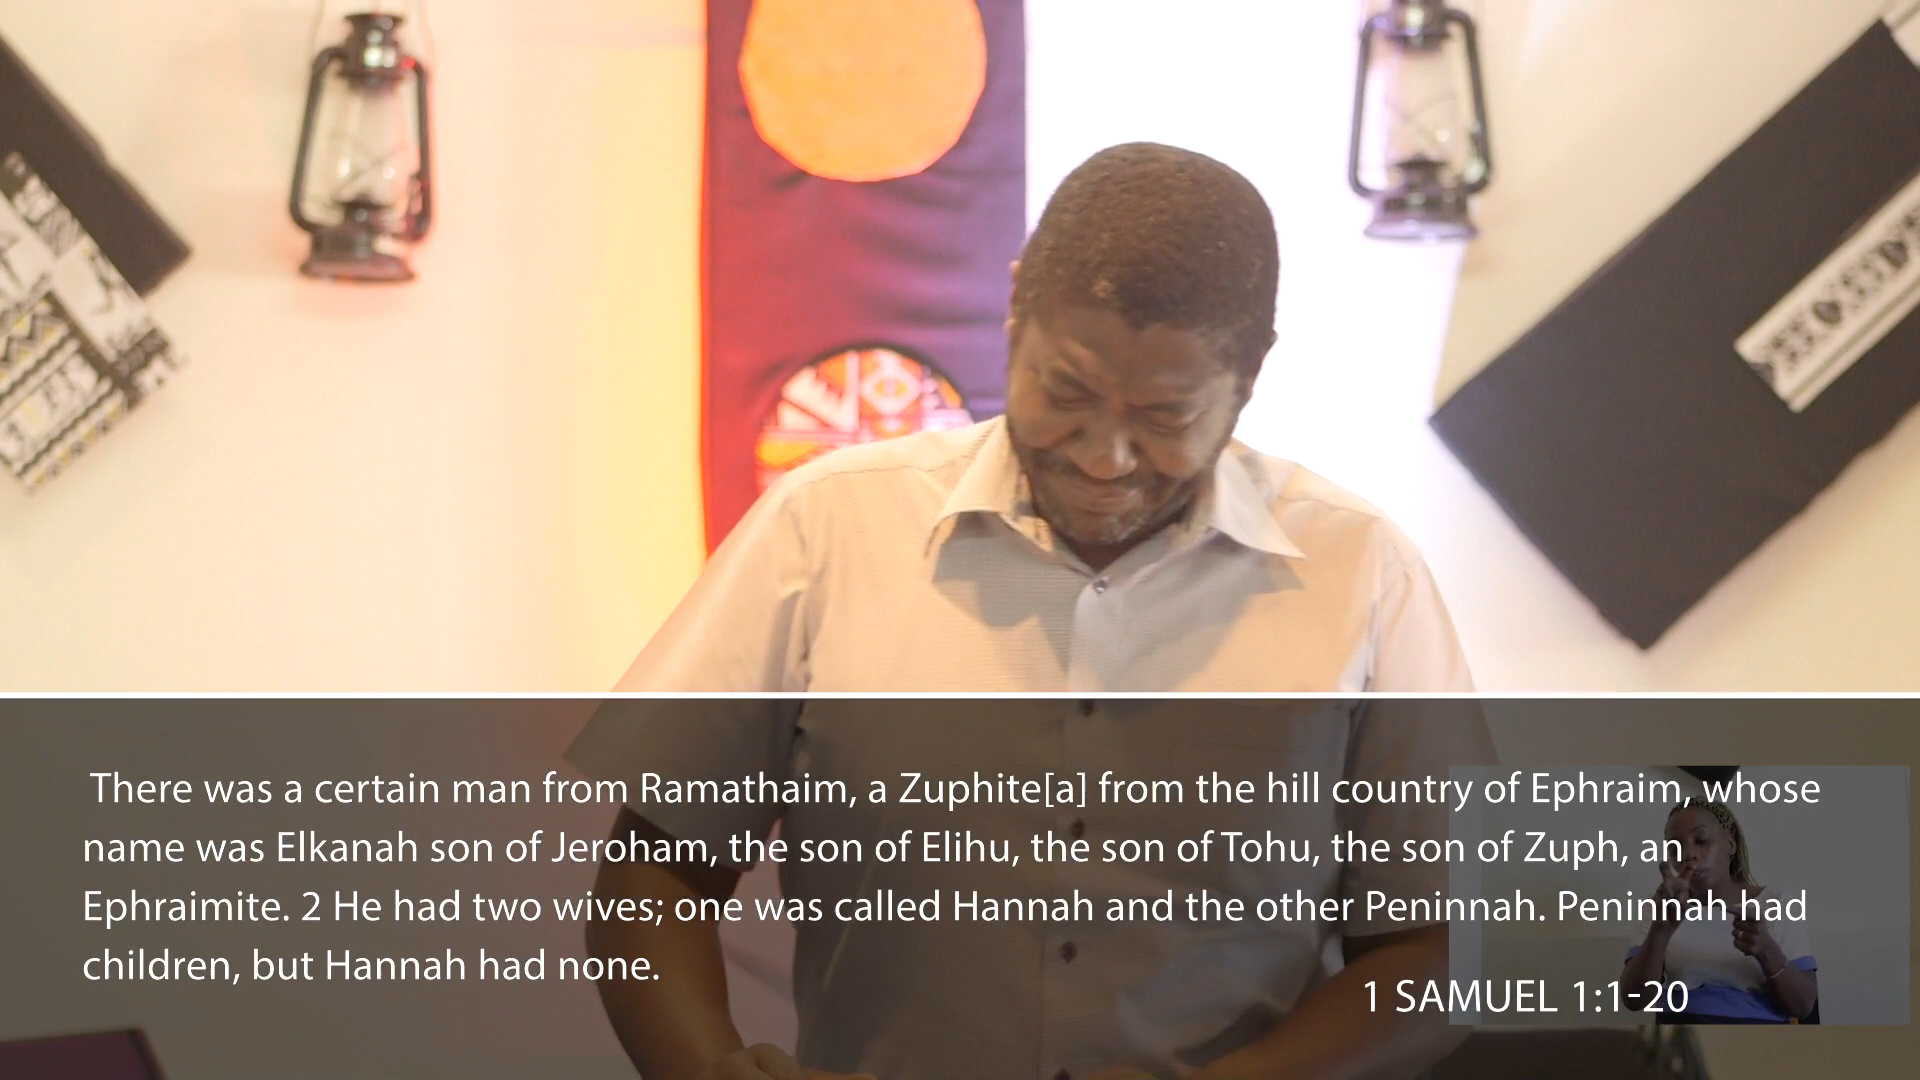 There was a certain man from Ramathaim, a Zuphite[a] from the hill country of Ephraim, whose
name was Elkanah son of Jeroham, the son of Elihu, the son of Tohu, the son of Zuph, an
Ephraimite. 2 He had two wives; one was called Hannah and the other Peninnah. Peninnah had
children, but Hannah had none.
1 SAMUEL 1:1-20